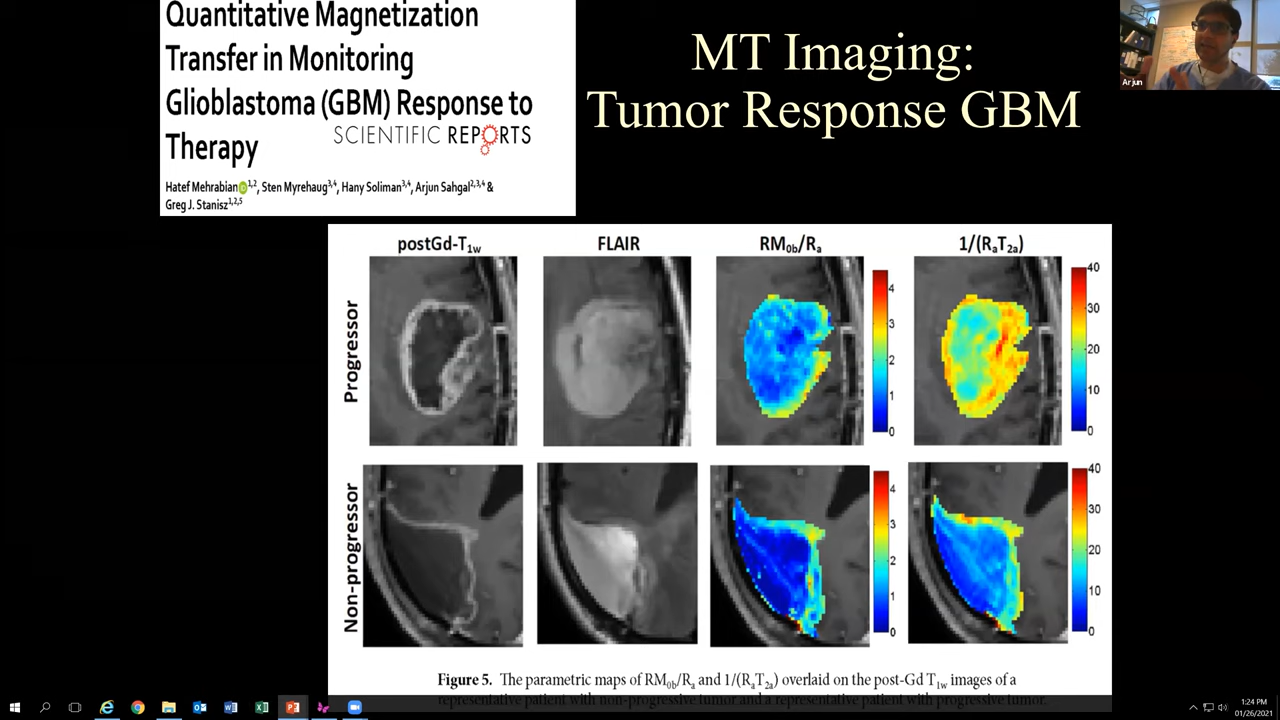 Quantitative Magnetization
Transfer in Monitoring
Glioblastoma (GBM) Response to
Therapy
SCIENTIFIC REPORTS
Hatef Mehrabian 1,2, Sten Myrehaug3,4, Hany Soliman3,4, Arjun Sahgal2,3,4 &
Greg J. Stanisz1,2,5
MT Imaging:
Tumor Response GBM
Arjun
postGd-T1w FLAIR RM0b/Ra 1/(RaT2a)
Progressor
4
3
2
1
0
40
30
20
10
0
Non-progressor
4
3
2
1
0
40
30
20
10
0
Figure 5. The parametric maps of RM0b/Ra and 1/(RaT2a) overlaid on the post-Gd T1w images of a
representative patient with non-progressive tumor and a representative patient with progressive tumor.
1:24 PM
01/26/2021